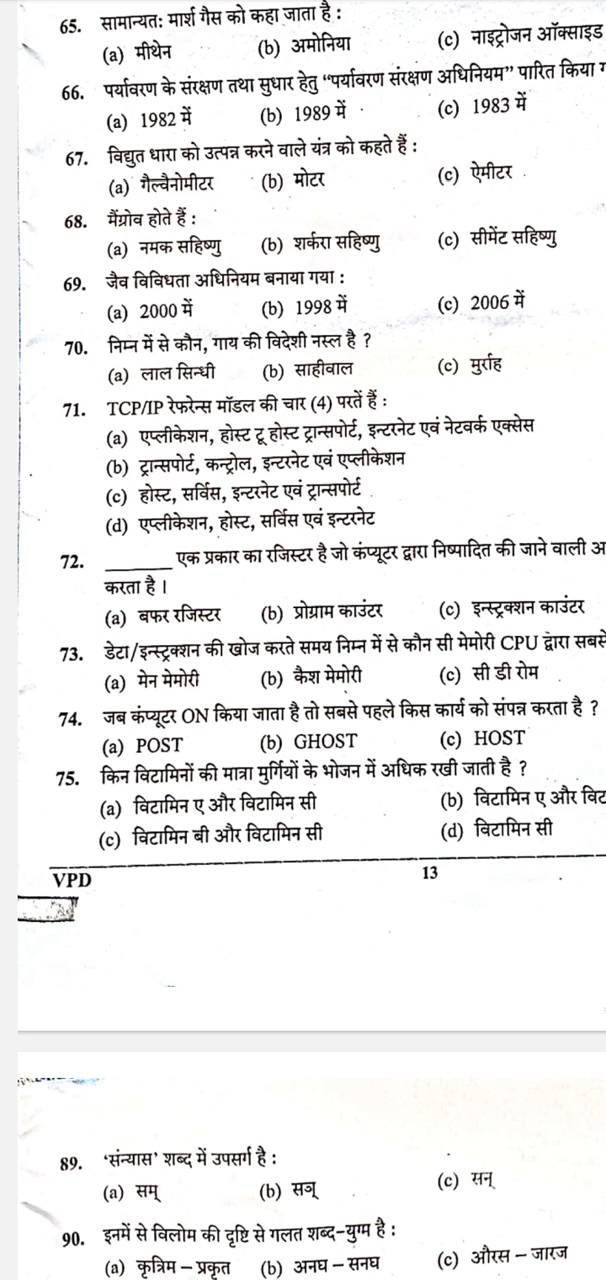 65. सामान्यतः मार्श गैस को कहा जाता है :
(a) मीथेन (b) अमोनिया (c) नाइट्रोजन ऑक्साइड
66. पर्यावरण के संरक्षण तथा सुधार हेतु “पर्यावरण संरक्षण अधिनियम” पारित किया
(a) 1982 में (b) 1989 में (c) 1983 में
67. विद्युत धारा को उत्पन्न करने वाले यंत्र को कहते हैं :
(a) गैल्वैनोमीटर (b) मोटर (c) ऐमीटर
68. मैंग्रोव होते हैं :
(a) नमक सहिष्णु (b) शर्करा सहिष्णु (c) सीमेंट सहिष्णु
69. जैव विविधता अधिनियम बनाया गया :
(a) 2000 में (b) 1998 में (c) 2006 में
70. निम्न में से कौन, गाय की विदेशी नस्ल है ?
(a) लाल सिन्धी (b) साहीवाल (c) मुर्राह
71. TCP/IP रेफरेन्स मॉडल की चार (4) परतें हैं :
(a) एप्लीकेशन, होस्ट टू होस्ट ट्रान्सपोर्ट, इन्टरनेट एवं नेटवर्क एक्सेस
(b) ट्रान्सपोर्ट, कन्ट्रोल, इन्टरनेट एवं एप्लीकेशन
(c) होस्ट, सर्विस, इन्टरनेट एवं ट्रान्सपोर्ट
(d) एप्लीकेशन, होस्ट, सर्विस एवं इन्टरनेट
72. ______ एक प्रकार का रजिस्टर है जो कंप्यूटर द्वारा निष्पादित की जाने वाली
करता है ।
(a) बफर रजिस्टर (b) प्रोग्राम काउंटर (c) इन्स्ट्रक्शन काउंटर
73. डेटा/इन्स्ट्रक्शन की खोज करते समय निम्न में से कौन सी मेमोरी CPU द्वारा सबसे
(a) मेन मेमोरी (b) कैश मेमोरी (c) सी डी रोम
74. जब कंप्यूटर ON किया जाता है तो सबसे पहले किस कार्य को संपन्न करता है ?
(a) POST (b) GHOST (c) HOST
75. किन विटामिनों की मात्रा मुर्गियों के भोजन में अधिक रखी जाती है ?
(a) विटामिन ए और विटामिन सी (b) विटामिन ए और
(c) विटामिन बी और विटामिन सी (d) विटामिन सी
VPD 13
89. ‘संन्यास’ शब्द में उपसर्ग है :
(a) सम् (b) सञ् (c) सन्
90. इनमें से विलोम की दृष्टि से गलत शब्द-युग्म है :
(a) कृत्रिम – प्रकृत (b) अनघ – सनघ (c) औरस – जारज